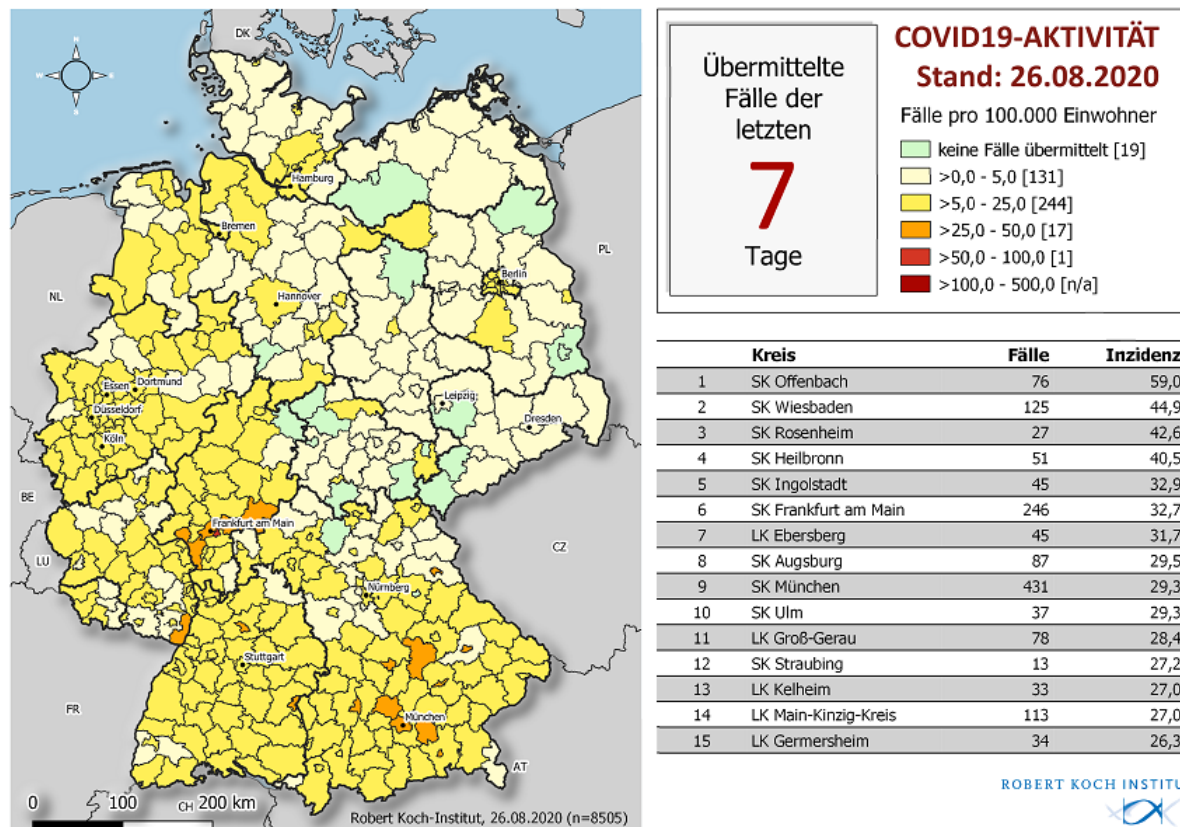 DK
N
W
E
S
Hamburg
Bremen
PL
Berlin
NL
Hannover
Essen
Dortmund
Düsseldorf
Leipzig
Dresden
Köln
BE
Frankfurt am Main
LU
CZ
Nürnberg
Stuttgart
FR
München
AT
0 100 200 km
CH
Robert Koch-Institut, 26.08.2020 (n=8505)
Übermittelte
Fälle der
letzten
7
Tage
COVID19-AKTIVITÄT
Stand: 26.08.2020
Fälle pro 100.000 Einwohner
keine Fälle übermittelt [19]
>0,0 - 5,0 [131]
>5,0 - 25,0 [244]
>25,0 - 50,0 [17]
>50,0 - 100,0 [1]
>100,0 - 500,0 [n/a]
Kreis Fälle Inzidenz
1 SK Offenbach 76 59,0
2 SK Wiesbaden 125 44,9
3 SK Rosenheim 27 42,6
4 SK Heilbronn 51 40,5
5 SK Ingolstadt 45 32,9
6 SK Frankfurt am Main 246 32,7
7 LK Ebersberg 45 31,7
8 SK Augsburg 87 29,5
9 SK München 431 29,3
10 SK Ulm 37 29,3
11 LK Groß-Gerau 78 28,4
12 SK Straubing 13 27,2
13 LK Kelheim 33 27,0
14 LK Main-Kinzig-Kreis 113 27,0
15 LK Germersheim 34 26,3
ROBERT KOCH INSTITU